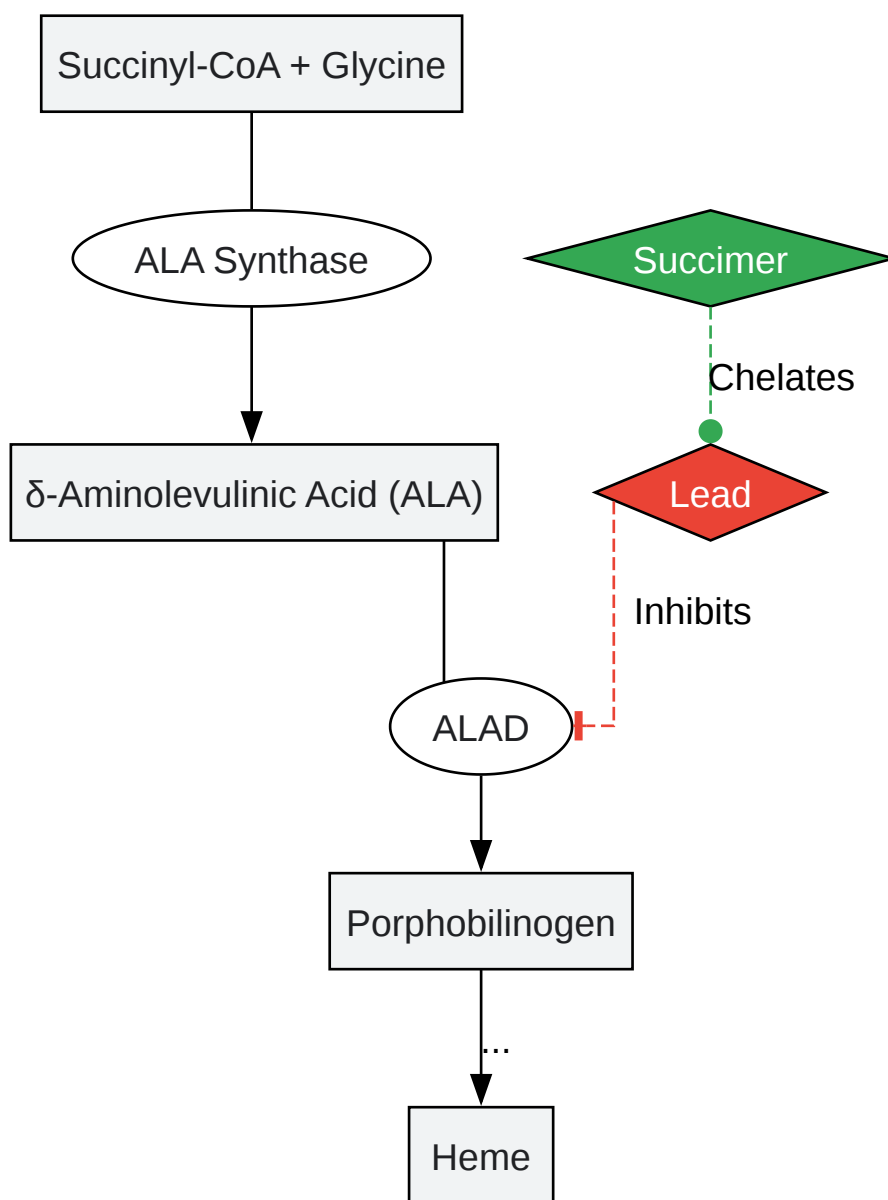 Succinyl-CoA + Glycine
ALA Synthase
Succimer
Chelates
δ-Aminolevulinic Acid (ALA)
Lead
Inhibits
ALAD
Porphobilinogen
...
Heme